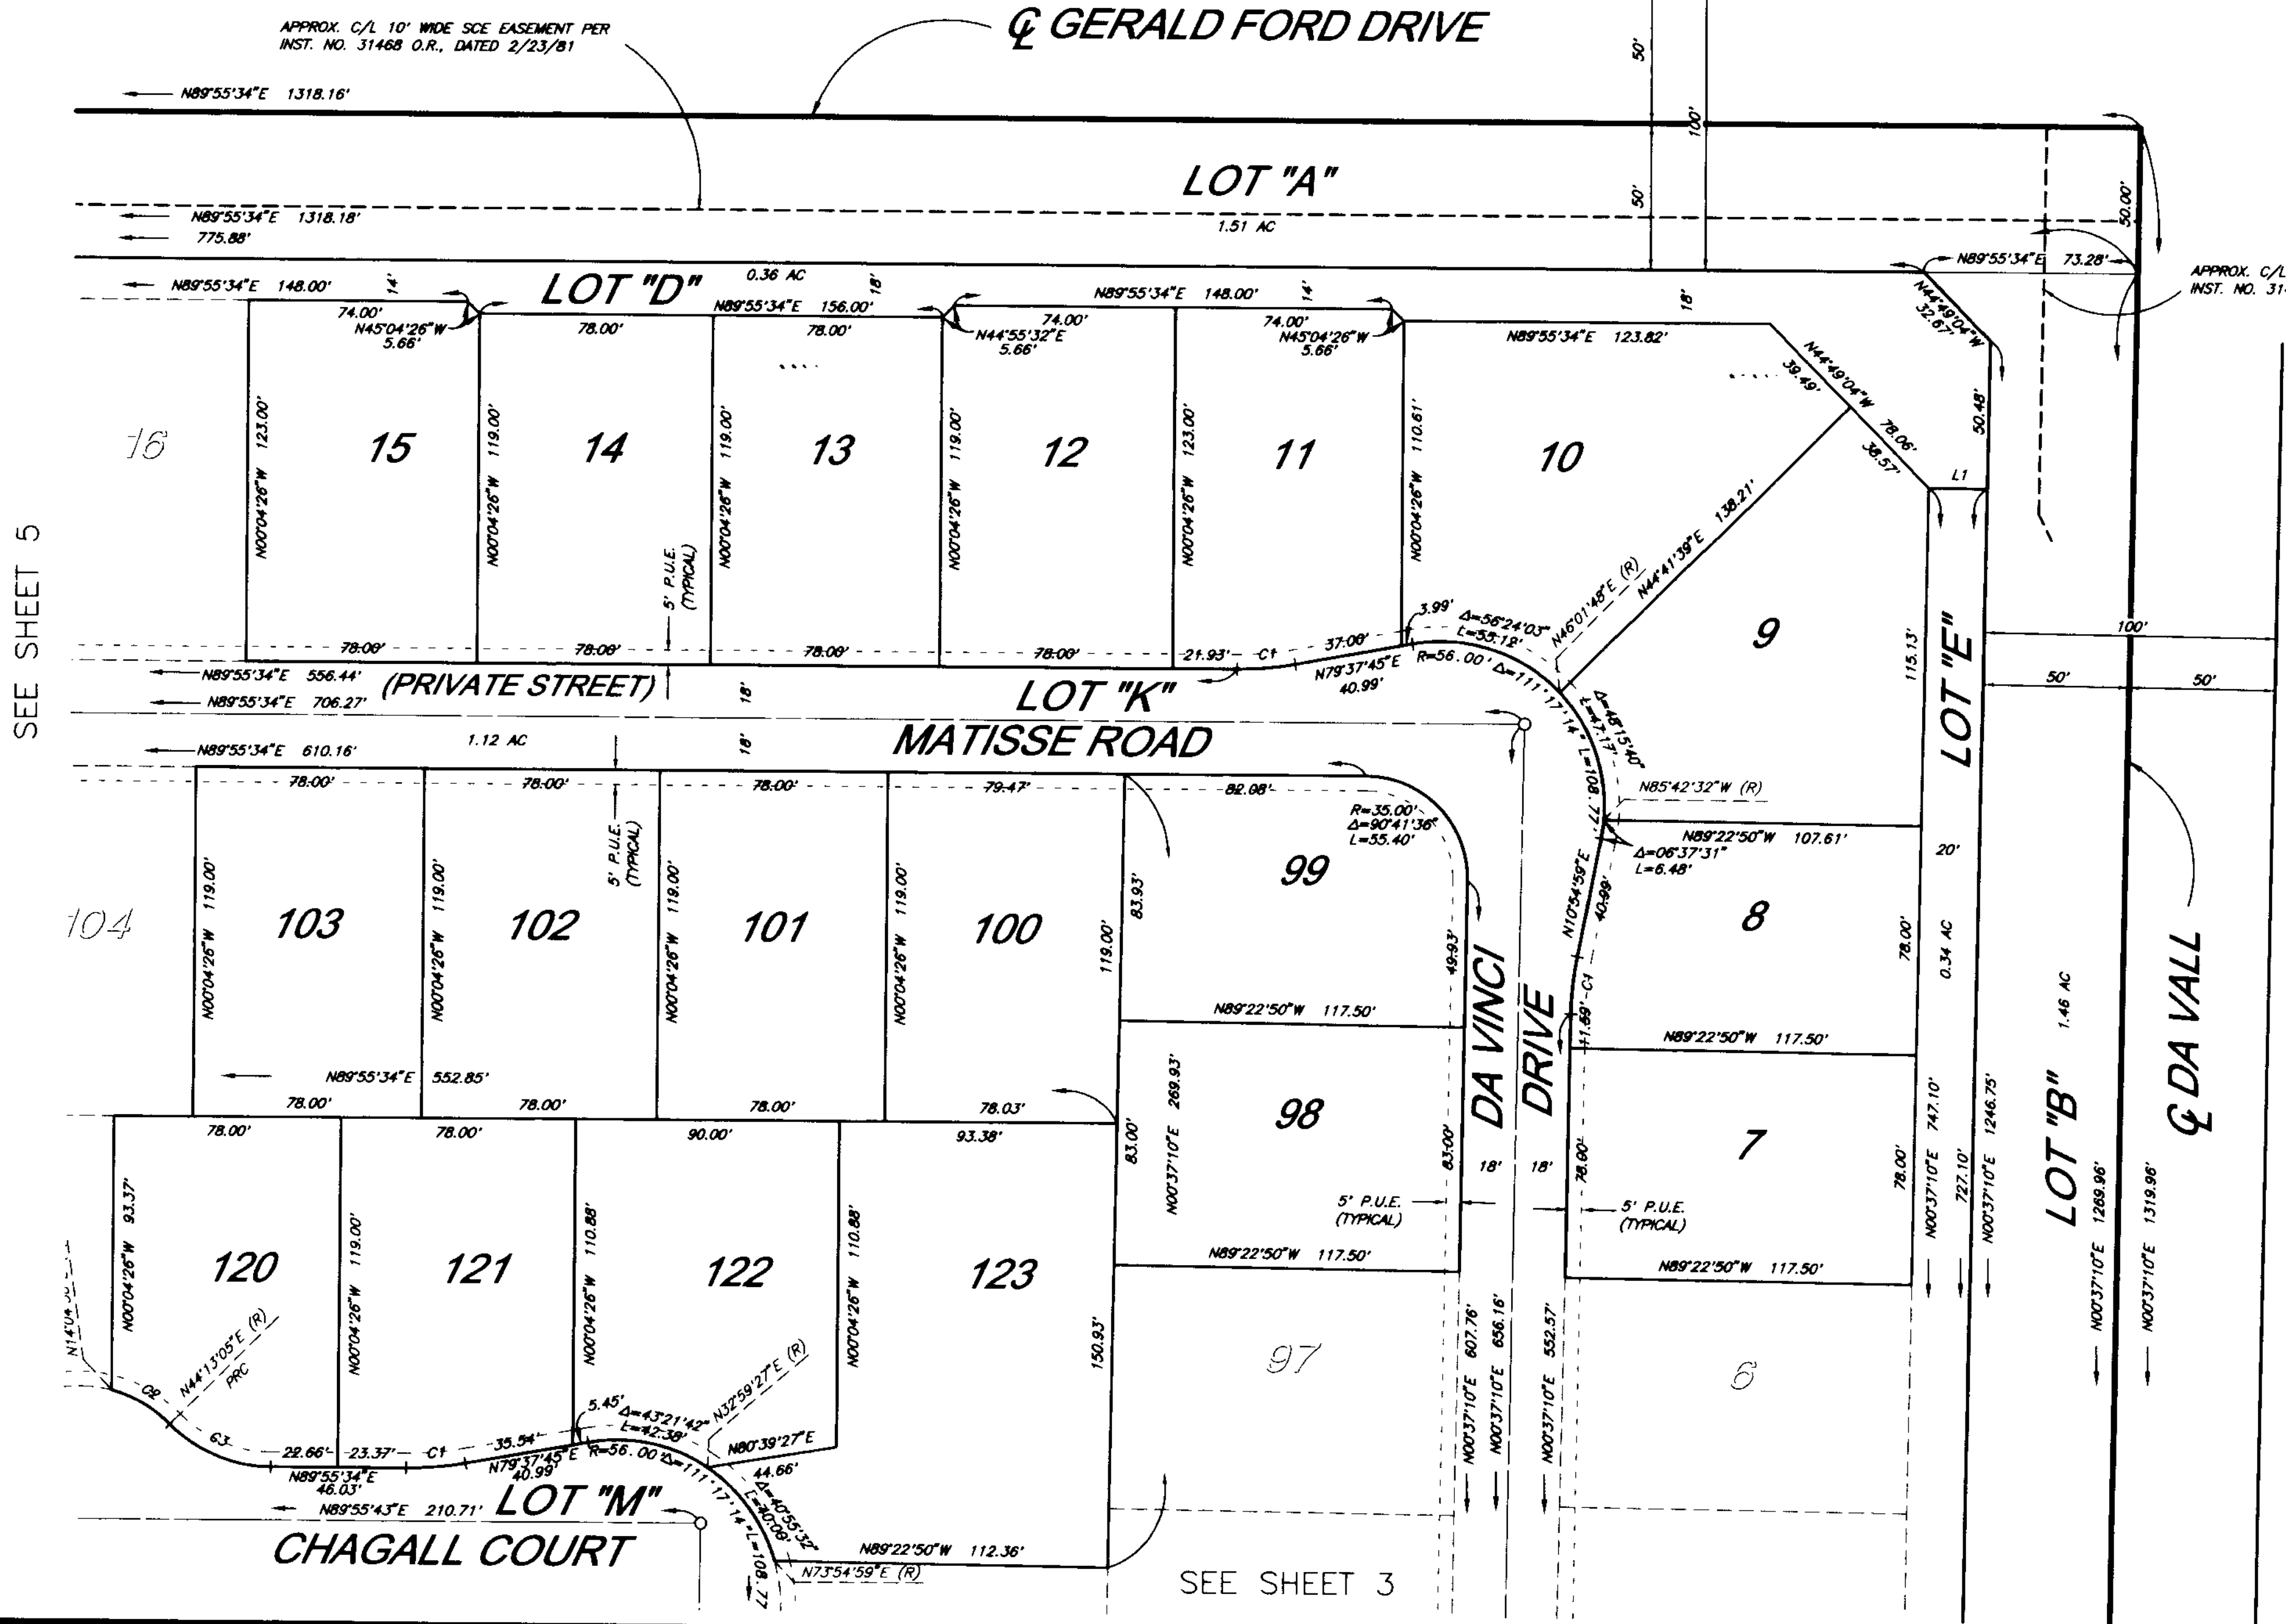 APPROX. C/L 10' WIDE SCE EASEMENT PER
INST. NO. 31468 O.R., DATED 2/23/81
℄ GERALD FORD DRIVE
50'
100'
N89°55'34"E 1318.16'
LOT "A"
50'
50.00'
N89°55'34"E 1318.18'
775.88'
1.51 AC
N89°55'34"E 73.28'
APPROX. C/L
INST. NO. 31
N89°55'34"E 148.00'
14'
LOT "D"
0.36 AC
18'
N89°55'34"E 148.00'
14'
18'
N44°49'04"W
32.67'
74.00'
N89°55'34"E 156.00'
74.00'
74.00'
N45°04'26"W
5.66'
78.00'
78.00'
N44°55'32"E
5.66'
N45°04'26"W
5.66'
N89°55'34"E 123.82'
N44°49'04"W
39.49'
78.06'
38.57'
50.48'
L1
16
15
14
13
12
11
10
N00°04'26"W 123.00'
N00°04'26"W 119.00'
N00°04'26"W 119.00'
N00°04'26"W 119.00'
N00°04'26"W 123.00'
N00°04'26"W 110.61'
N44°41'39"E 138.21'
N46°01'48"E (R)
SEE SHEET 5
5' P.U.E.
(TYPICAL)
9
115.13'
LOT "E"
100'
50'
50'
78.00'
78.00'
78.00'
78.00'
21.93'
C1
37.00'
3.99'
Δ=56°24'03"
L=55.12'
N79°37'45"E
40.99'
R=56.00' Δ=111°17'14" L=108.77'
Δ=48°15'40"
L=47.17'
N89°55'34"E 556.44'
(PRIVATE STREET)
N89°55'34"E 706.27'
18'
LOT "K"
MATISSE ROAD
N89°55'34"E 610.16'
1.12 AC
18'
78.00'
78.00'
78.00'
79.47'
82.08'
R=35.00'
Δ=90°41'36"
L=55.40'
N85°42'32"W (R)
N89°22'50"W 107.61'
Δ=06°37'31"
L=6.48'
20'
5' P.U.E.
(TYPICAL)
104
103
102
101
100
99
8
N00°04'26"W 119.00'
N00°04'26"W 119.00'
N00°04'26"W 119.00'
N00°04'26"W 119.00'
119.00'
83.93'
49.93'
N10°54'59"E
40.99'
C1
11.59'
78.00'
0.34 AC
N89°22'50"W 117.50'
N89°22'50"W 117.50'
DA VINCI
DRIVE
1.46 AC
LOT "B"
℄ DA VALL
N89°55'34"E 552.85'
78.00'
78.00'
78.00'
78.03'
78.00'
78.00'
90.00'
93.38'
83.00'
N00°37'10"E 269.93'
98
83.00'
18'
18'
78.00'
7
78.00'
N00°37'10"E 747.10'
727.10'
N00°37'10"E 1246.75'
N00°37'10"E 1269.96'
N00°37'10"E 1319.96'
5' P.U.E.
(TYPICAL)
5' P.U.E.
(TYPICAL)
N89°22'50"W 117.50'
N89°22'50"W 117.50'
120
121
122
123
N00°04'26"W 93.37'
N00°04'26"W 119.00'
N00°04'26"W 110.88'
N00°04'26"W 110.88'
150.93'
97
6
N00°37'10"E 607.76'
N00°37'10"E 656.16'
N00°37'10"E 552.57'
C2
N44°13'05"E (R)
PRC
C3
22.66'
23.37'
C1
35.54'
5.45'
Δ=43°21'42"
L=42.38'
N32°59'27"E (R)
N80°39'27"E
44.66'
N89°55'34"E
46.03'
N79°37'45"E
40.99'
R=56.00' Δ=111°17'14" L=108.77
Δ=40°55'32"
L=40.00'
N89°55'43"E 210.71'
LOT "M"
CHAGALL COURT
N89°22'50"W 112.36'
N73°54'59"E (R)
SEE SHEET 3